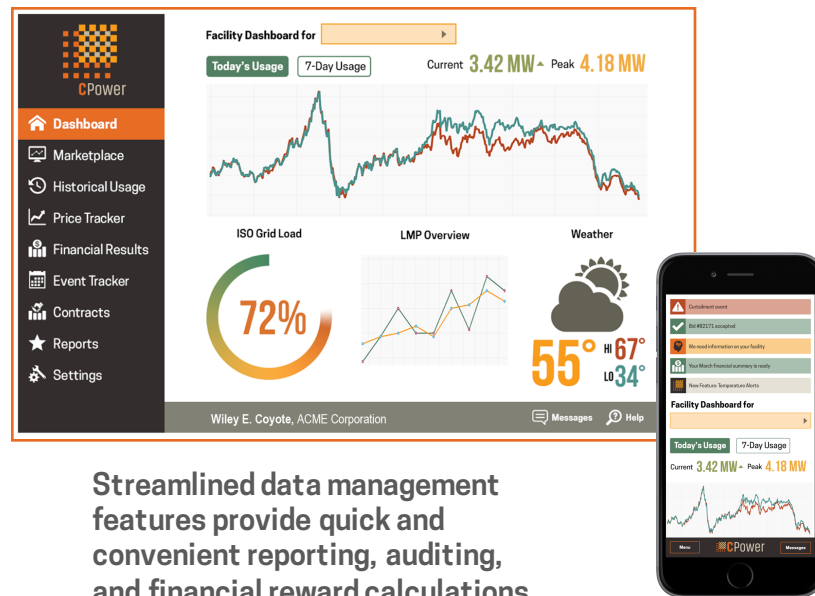 Facility Dashboard for
Today's Usage
7-Day Usage
Current 3.42 MW Peak 4.18 MW
CPower
Dashboard
Marketplace
Historical Usage
Price Tracker
Financial Results
Event Tracker
Contracts
Reports
Settings
ISO Grid Load
72%
LMP Overview
Weather
55° HI 67°
LO 34°
Wiley E. Coyote, ACME Corporation
Messages
Help
Curtailment event
Bid #82171 accepted
We need information on your facility
Your March financial summary is ready
New Feature: Temperature Alerts
Facility Dashboard for
Today's Usage
7-Day Usage
Current 3.42 MW Peak 4.18 MW
Menu
CPower
Messages
Streamlined data management
features provide quick and
convenient reporting, auditing,
and financial reward calculations